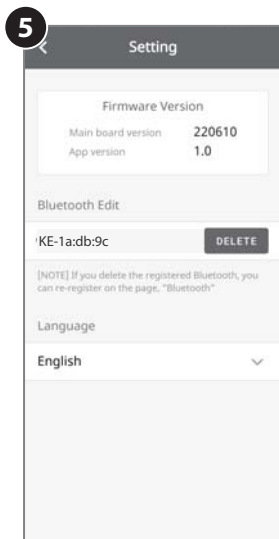 5
Setting
Firmware Version
Main board version 220610
App version 1.0
Bluetooth Edit
KE-1a:db:9c DELETE
[NOTE] If you delete the registered Bluetooth, you
can re-register on the page, "Bluetooth"
Language
English